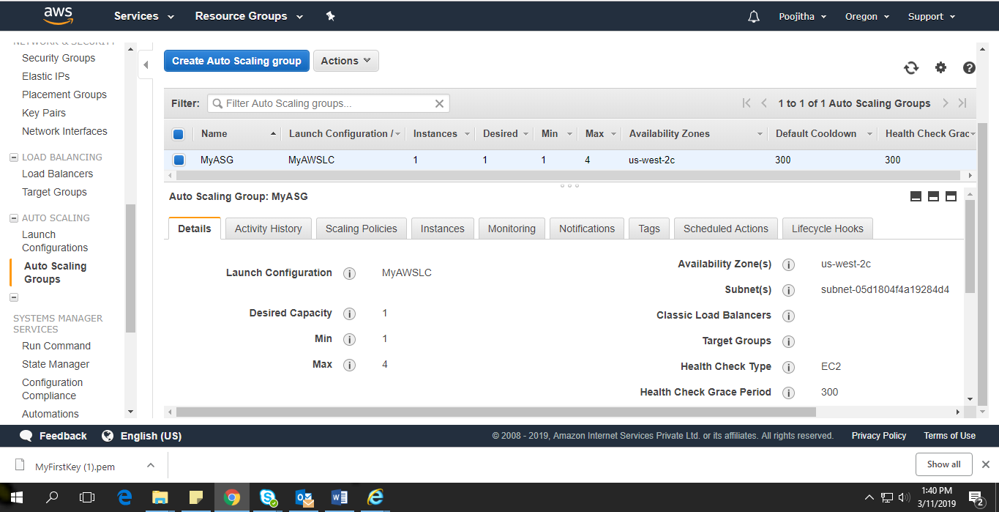 aws Services Resource Groups Poojitha Oregon Support
NETWORK & SECURITY
Security Groups
Elastic IPs
Placement Groups
Key Pairs
Network Interfaces
LOAD BALANCING
Load Balancers
Target Groups
AUTO SCALING
Launch
Configurations
Auto Scaling
Groups
SYSTEMS MANAGER
SERVICES
Run Command
State Manager
Configuration
Compliance
Automations
Create Auto Scaling group Actions
Filter: Filter Auto Scaling groups... 1 to 1 of 1 Auto Scaling Groups
Name Launch Configuration / Instances Desired Min Max Availability Zones Default Cooldown Health Check Grac
MyASG MyAWSLC 1 1 1 4 us-west-2c 300 300
Auto Scaling Group: MyASG
Details Activity History Scaling Policies Instances Monitoring Notifications Tags Scheduled Actions Lifecycle Hooks
Launch Configuration MyAWSLC
Desired Capacity 1
Min 1
Max 4
Availability Zone(s) us-west-2c
Subnet(s) subnet-05d1804f4a19284d4
Classic Load Balancers
Target Groups
Health Check Type EC2
Health Check Grace Period 300
Feedback English (US) © 2008 - 2019, Amazon Internet Services Private Ltd. or its affiliates. All rights reserved. Privacy Policy Terms of Use
MyFirstKey (1).pem Show all
1:40 PM
3/11/2019
2